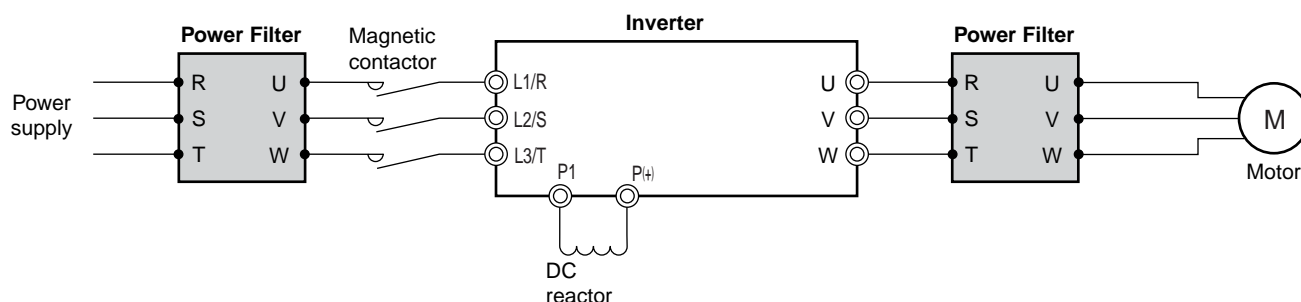 Power Filter
Magnetic
contactor
Inverter
Power Filter
Power
supply
R
S
T
U
V
W
L1/R
L2/S
L3/T
P1
P(+)
U
V
W
R
S
T
U
V
W
M
Motor
DC
reactor